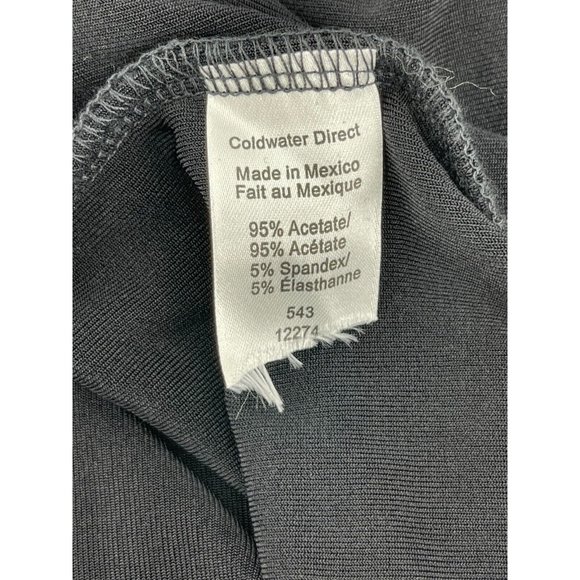 Coldwater Direct
Made in Mexico
Fait au Mexique
95% Acetate/
95% Acétate
5% Spandex/
5% Élasthanne
543
12274